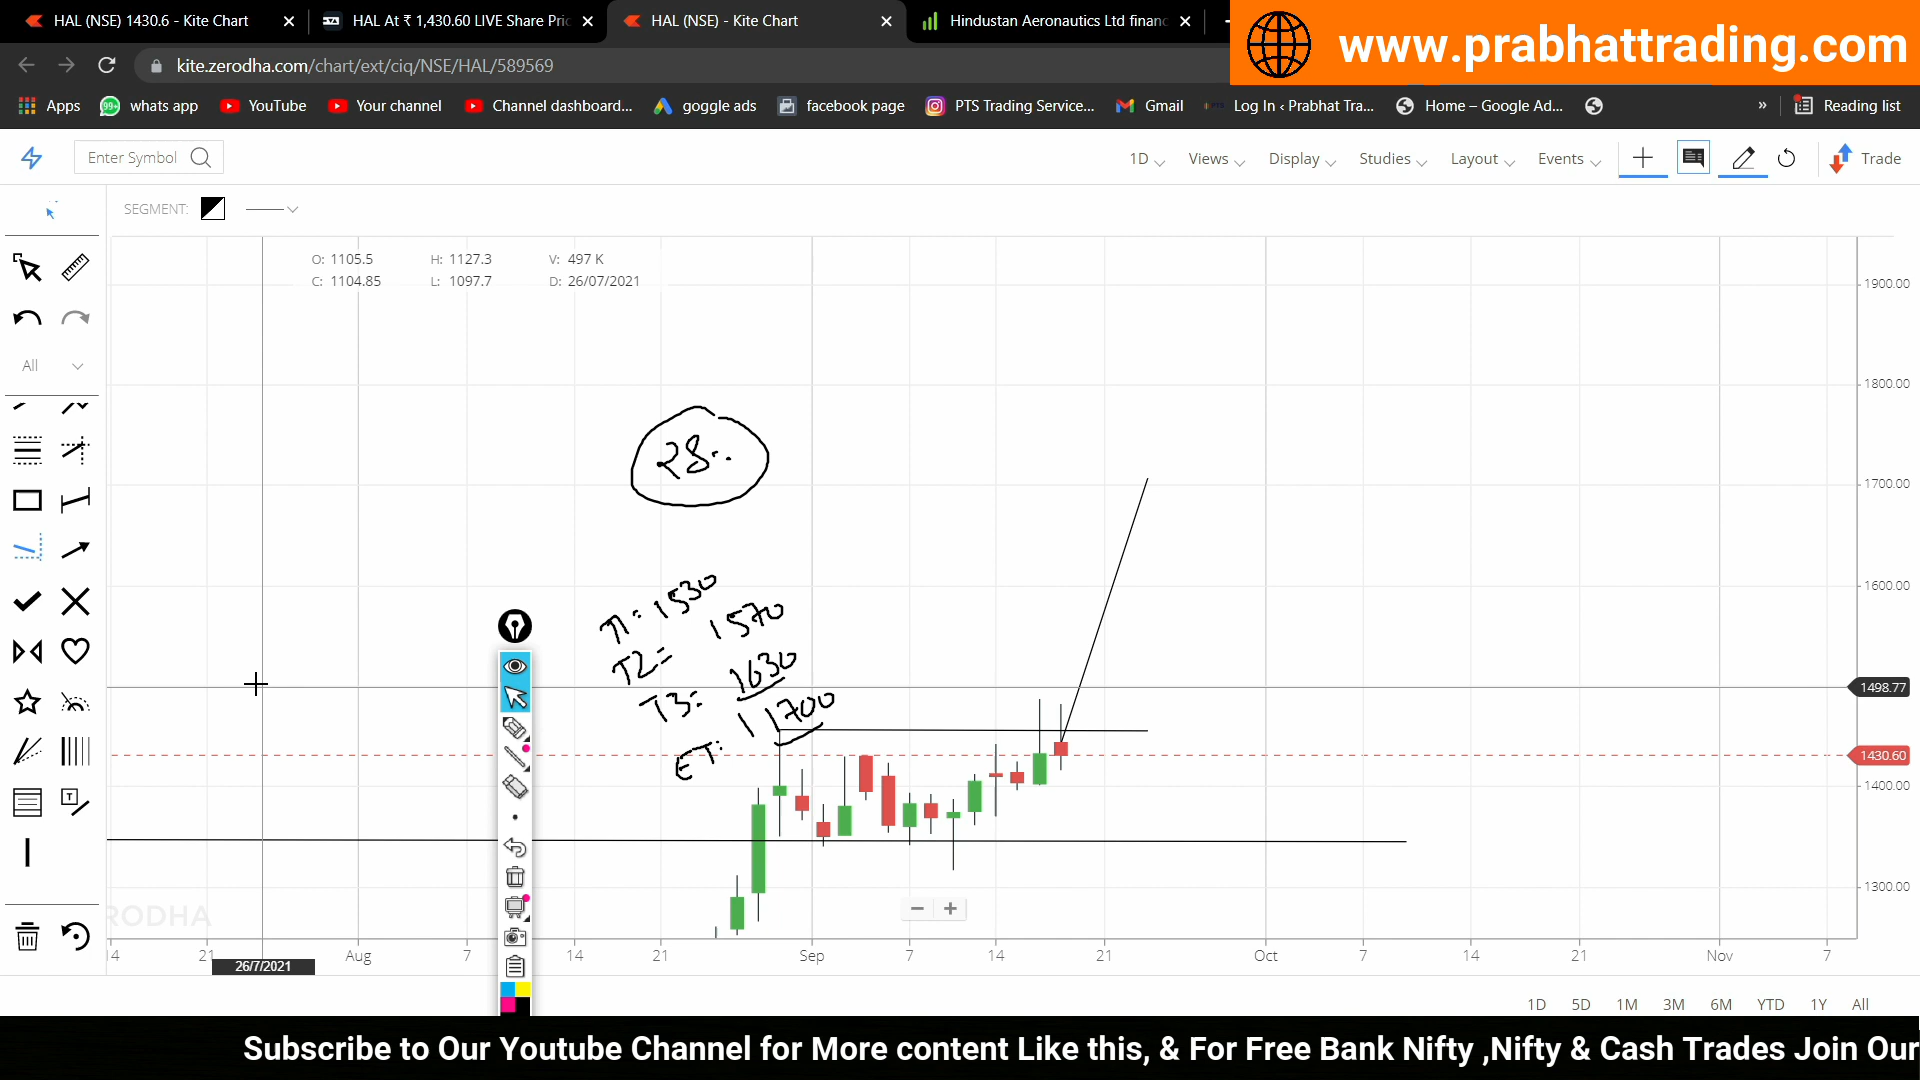 HAL (NSE) 1430.6 - Kite Chart
HAL At ₹ 1,430.60 LIVE Share Pric
HAL (NSE) - Kite Chart
Hindustan Aeronautics Ltd financ
www.prabhattrading.com
kite.zerodha.com/chart/ext/ciq/NSE/HAL/589569
Apps
99+
whats app
YouTube
Your channel
Channel dashboard...
goggle ads
facebook page
PTS Trading Service...
Gmail
Log In ‹ Prabhat Tra...
Home – Google Ad...
»
Reading list
Enter Symbol
1D
Views
Display
Studies
Layout
Events
Trade
SEGMENT:
O: 1105.5 H: 1127.3 V: 497 K
C: 1104.85 L: 1097.7 D: 26/07/2021
All
1900.00
1800.00
1700.00
1600.00
1498.77
1430.60
1400.00
1300.00
28
T1: 1530
T2= 1570
T3: 1630
ET: 1700
RODHA
14 21 Aug 7 14 21 Sep 7 14 21 Oct 7 14 21 Nov 7
26/7/2021
1D 5D 1M 3M 6M YTD 1Y All
Subscribe to Our Youtube Channel for More content Like this, & For Free Bank Nifty ,Nifty & Cash Trades Join Our